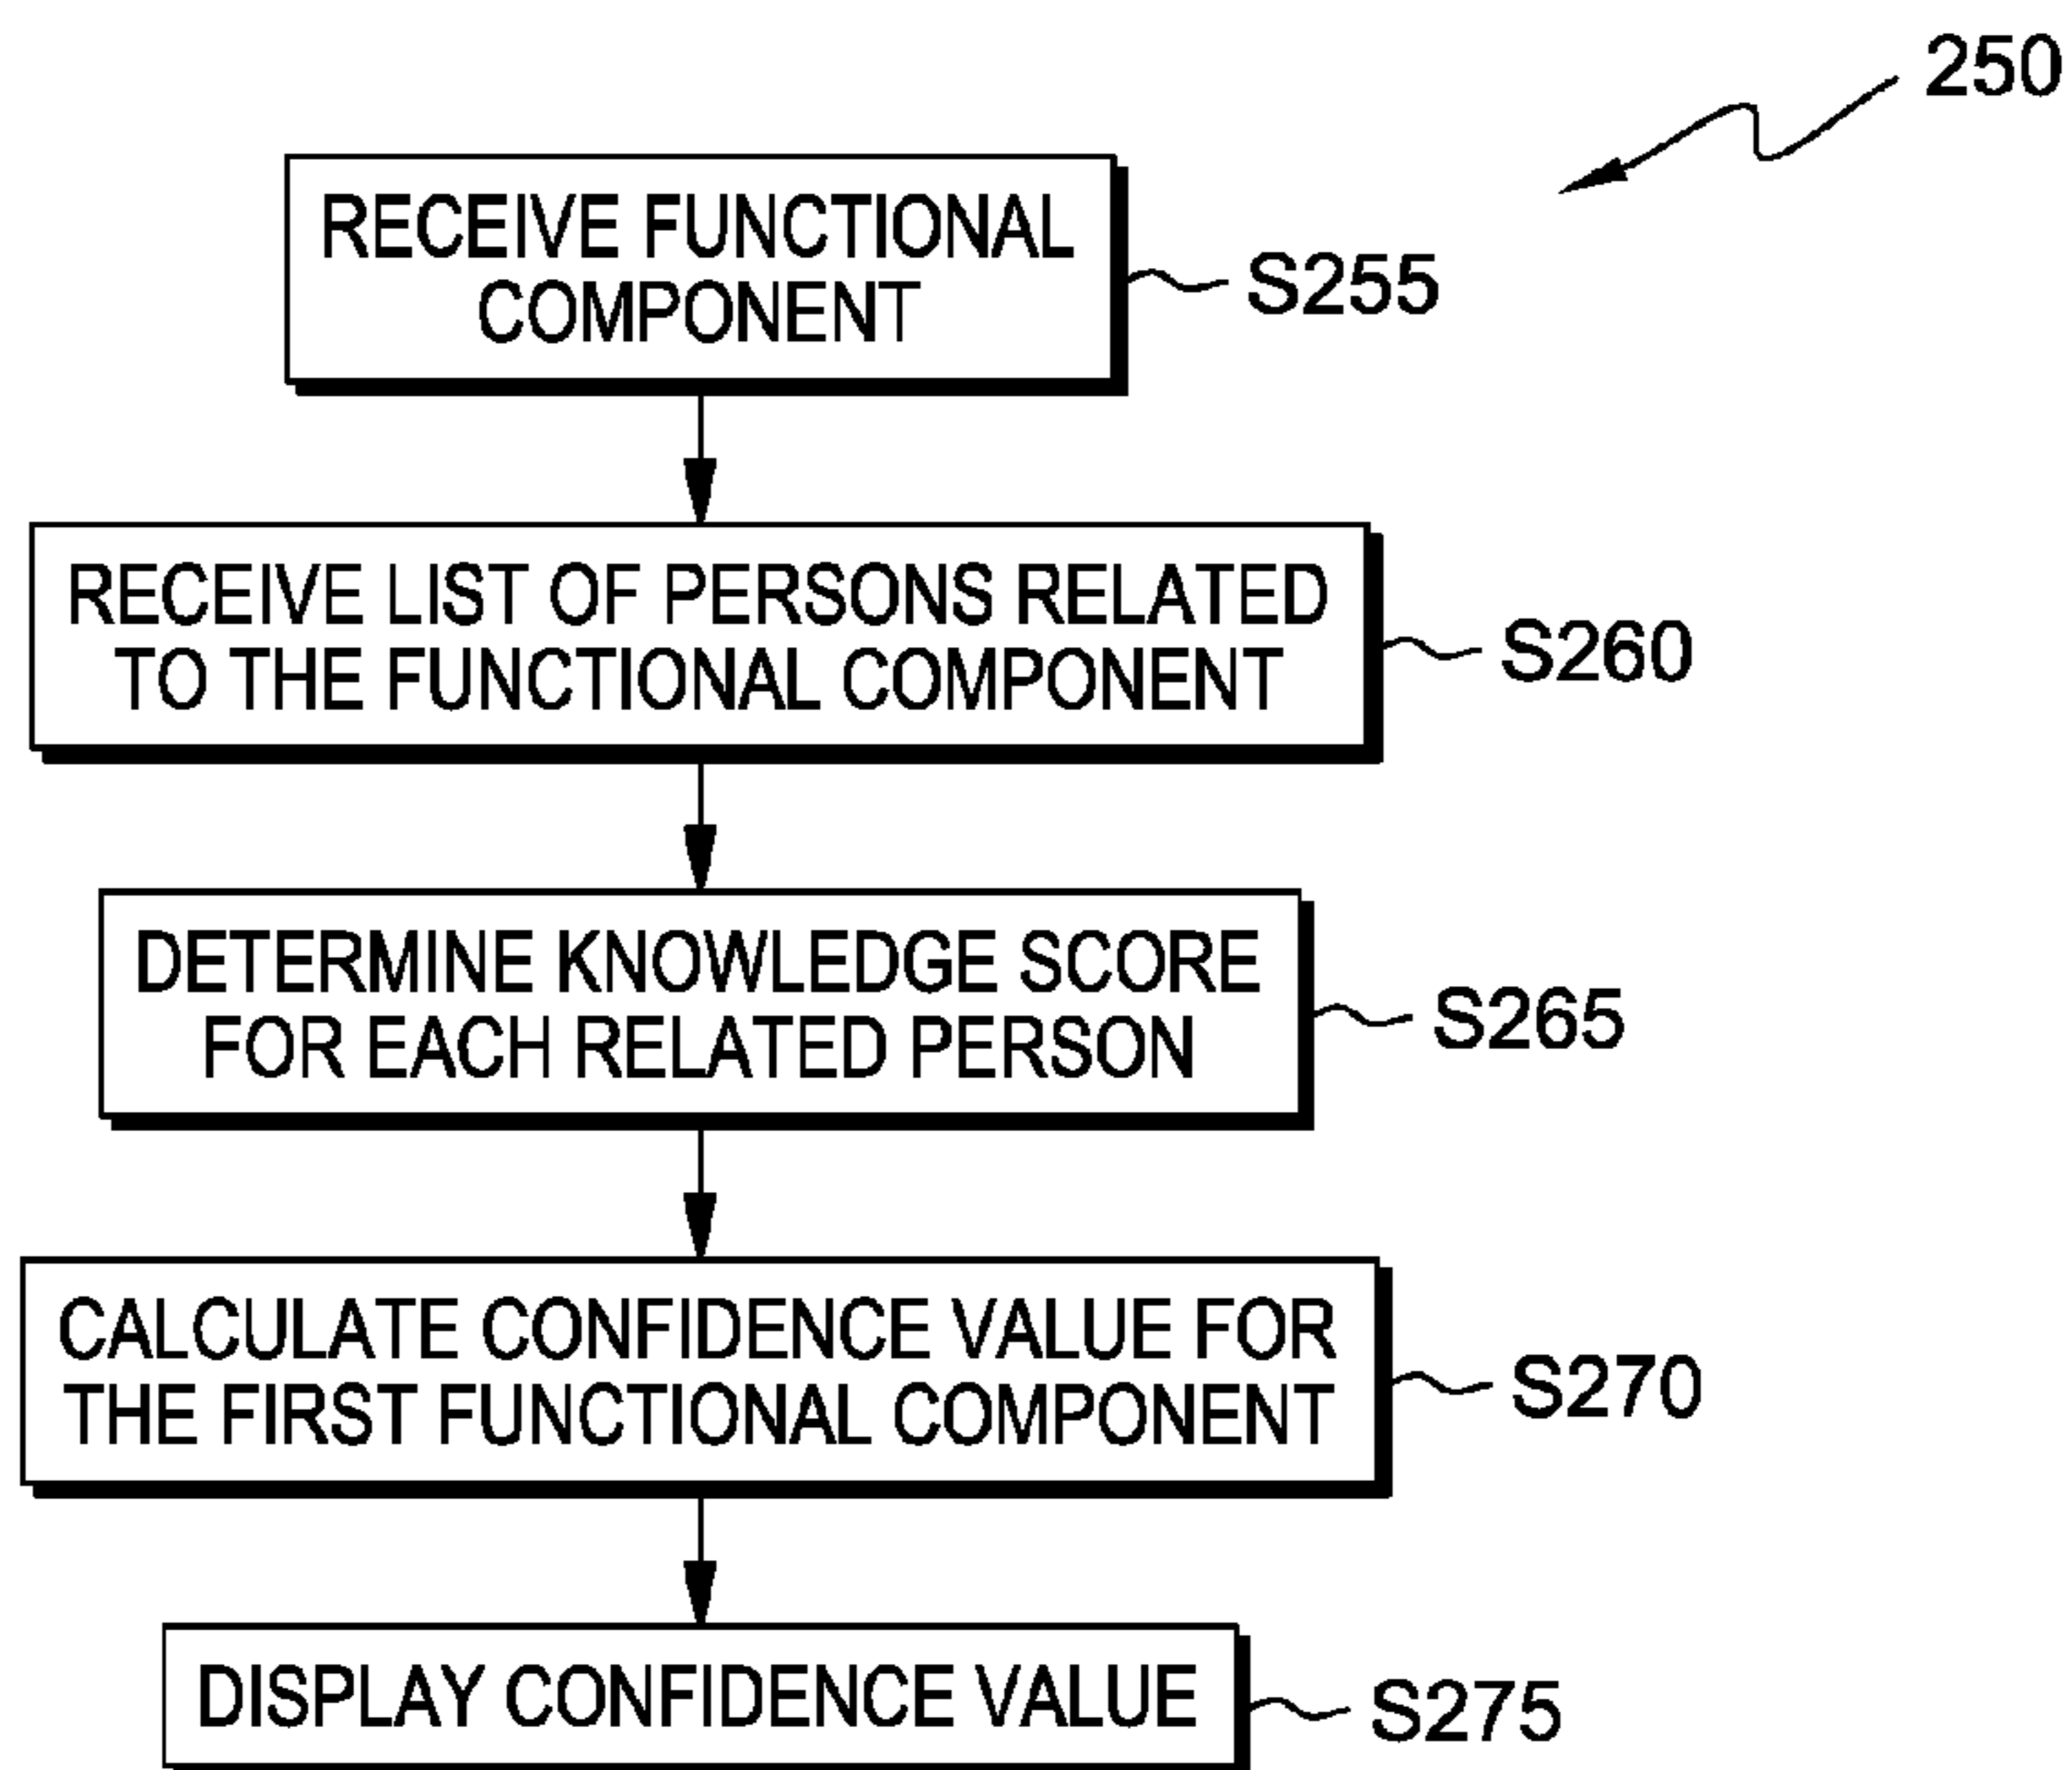 250
RECEIVE FUNCTIONAL
COMPONENT
S255
RECEIVE LIST OF PERSONS RELATED
TO THE FUNCTIONAL COMPONENT
S260
DETERMINE KNOWLEDGE SCORE
FOR EACH RELATED PERSON
S265
CALCULATE CONFIDENCE VALUE FOR
THE FIRST FUNCTIONAL COMPONENT
S270
DISPLAY CONFIDENCE VALUE
S275